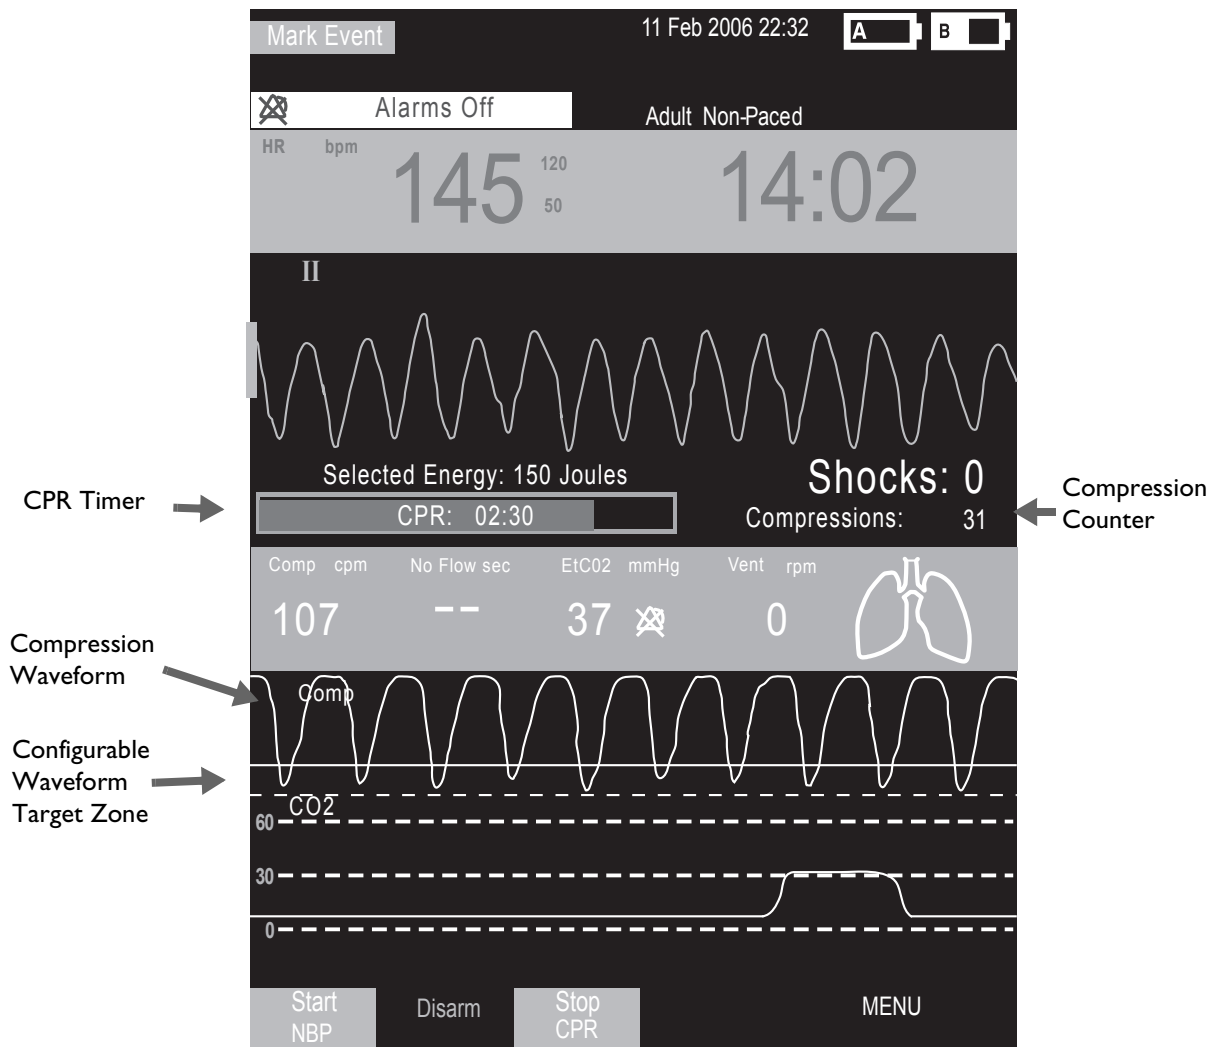 Mark Event
11 Feb 2006 22:32
A
B
Alarms Off
Adult Non-Paced
HR bpm
145
120
50
14:02
II
Selected Energy: 150 Joules
Shocks: 0
CPR Timer
CPR: 02:30
Compressions: 31
Compression
Counter
Comp cpm
No Flow sec
EtC02 mmHg
Vent rpm
107
--
37
0
Compression
Waveform
Comp
Configurable
Waveform
Target Zone
CO2
60
30
0
Start
NBP
Disarm
Stop
CPR
MENU